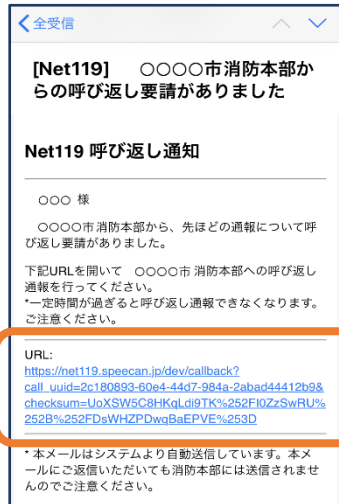 全受信
[Net119]　○○○○市消防本部か
らの呼び返し要請がありました
Net119 呼び返し通知
○○○ 様
○○○○市消防本部から、先ほどの通報について呼
び返し要請がありました。
下記URLを開いて　○○○○市 消防本部への呼び返し
通報を行ってください。
*一定時間が過ぎると呼び返し通報できなくなります。
ご注意ください。
URL:
https://net119.speecan.jp/dev/callback?
call_uuid=2c180893-60e4-44d7-984a-2abad44412b9&
checksum=UoXSW5C8HKqLdi9TK%252FI0ZzSwRU%
252B%252FDsWHZPDwqBaEPVE%253D
* 本メールはシステムより自動送信しています。本メ
ールにご返信いただいても消防本部には送信されませ
んのでご注意ください。